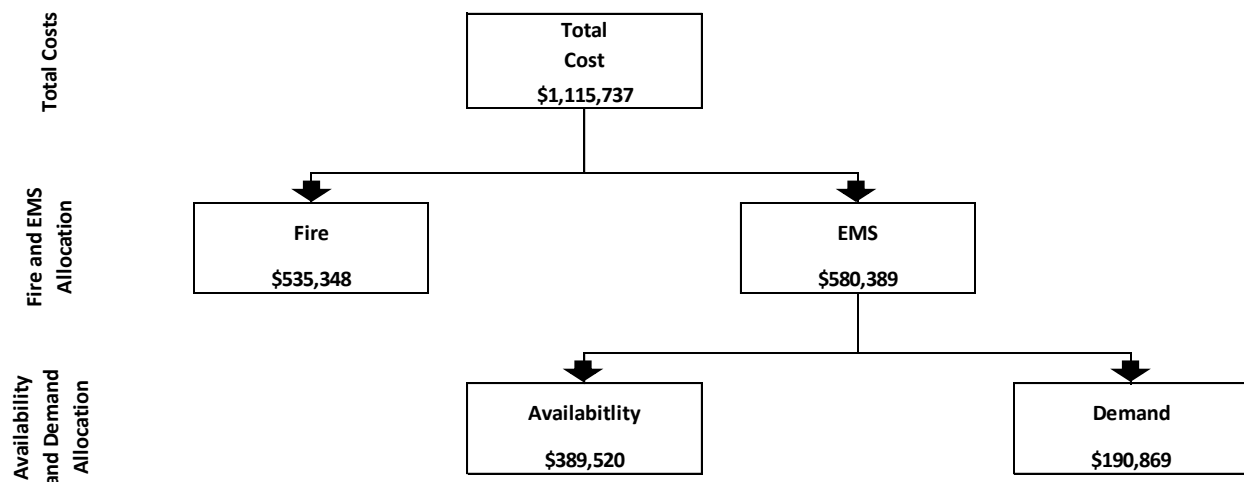 Total Costs
Total
Cost
$1,115,737
Fire and EMS
Allocation
Fire
$535,348
EMS
$580,389
Availability
and Demand
Allocation
Availabitlity
$389,520
Demand
$190,869